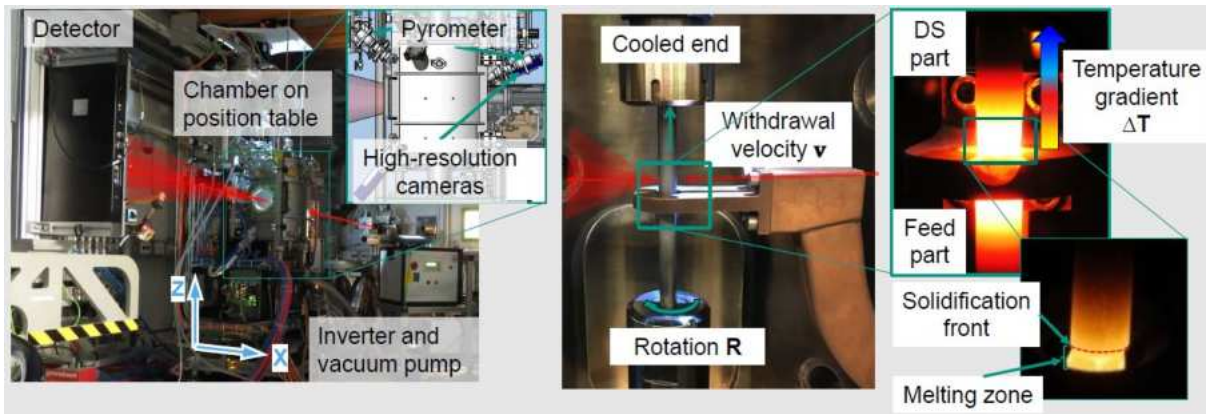 Detector
Pyrometer
Chamber on
position table
High-resolution
cameras
Z
X
Inverter and
vacuum pump
Cooled end
Withdrawal
velocity v
Rotation R
DS
part
Temperature
gradient
ΔT
Feed
part
Solidification
front
Melting zone